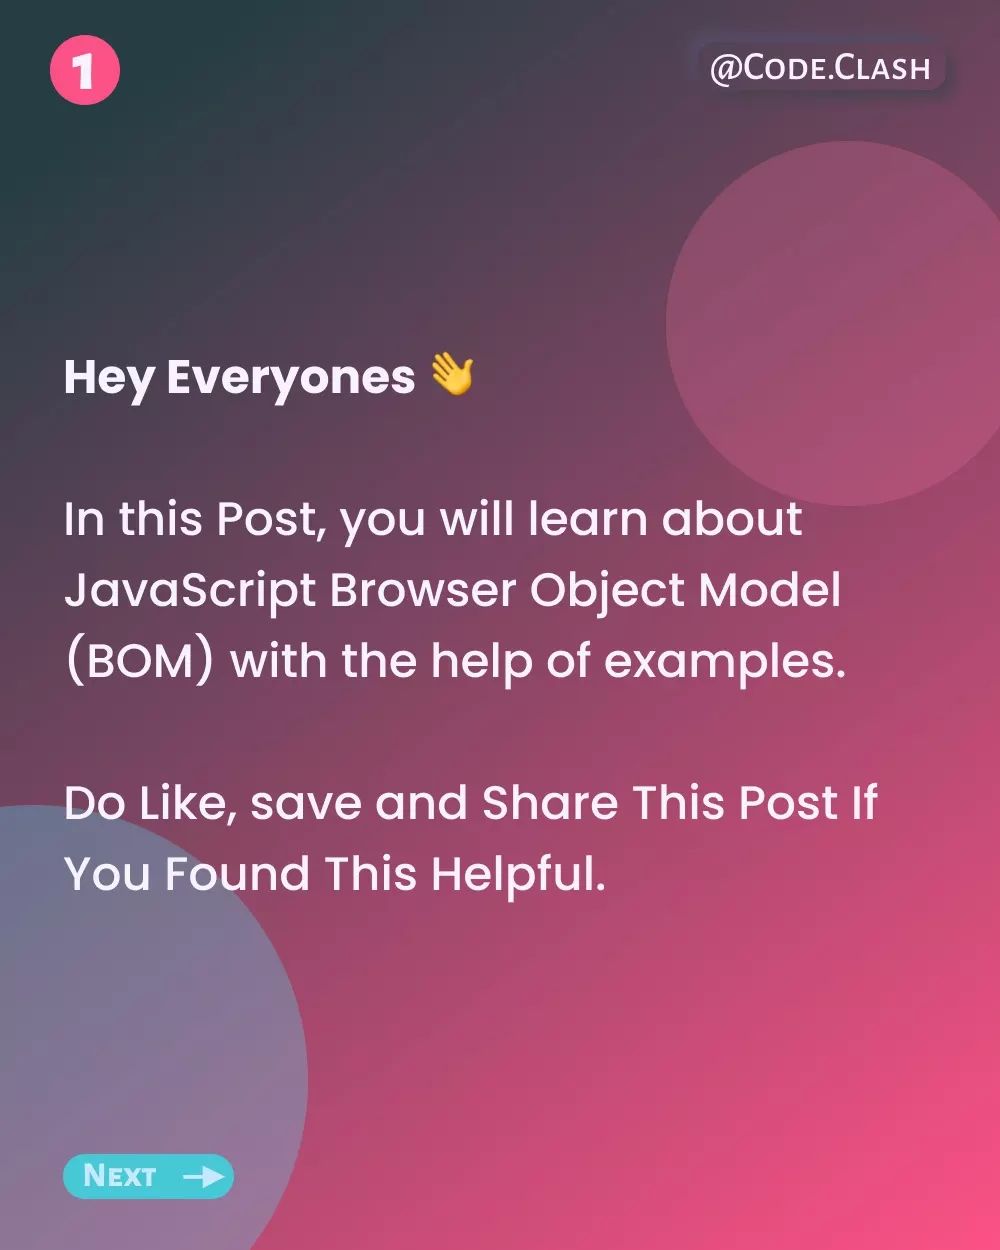 1
@Code.Clash
Hey Everyones 👋
In this Post, you will learn about
JavaScript Browser Object Model
(BOM) with the help of examples.
Do Like, save and Share This Post If
You Found This Helpful.
Next →